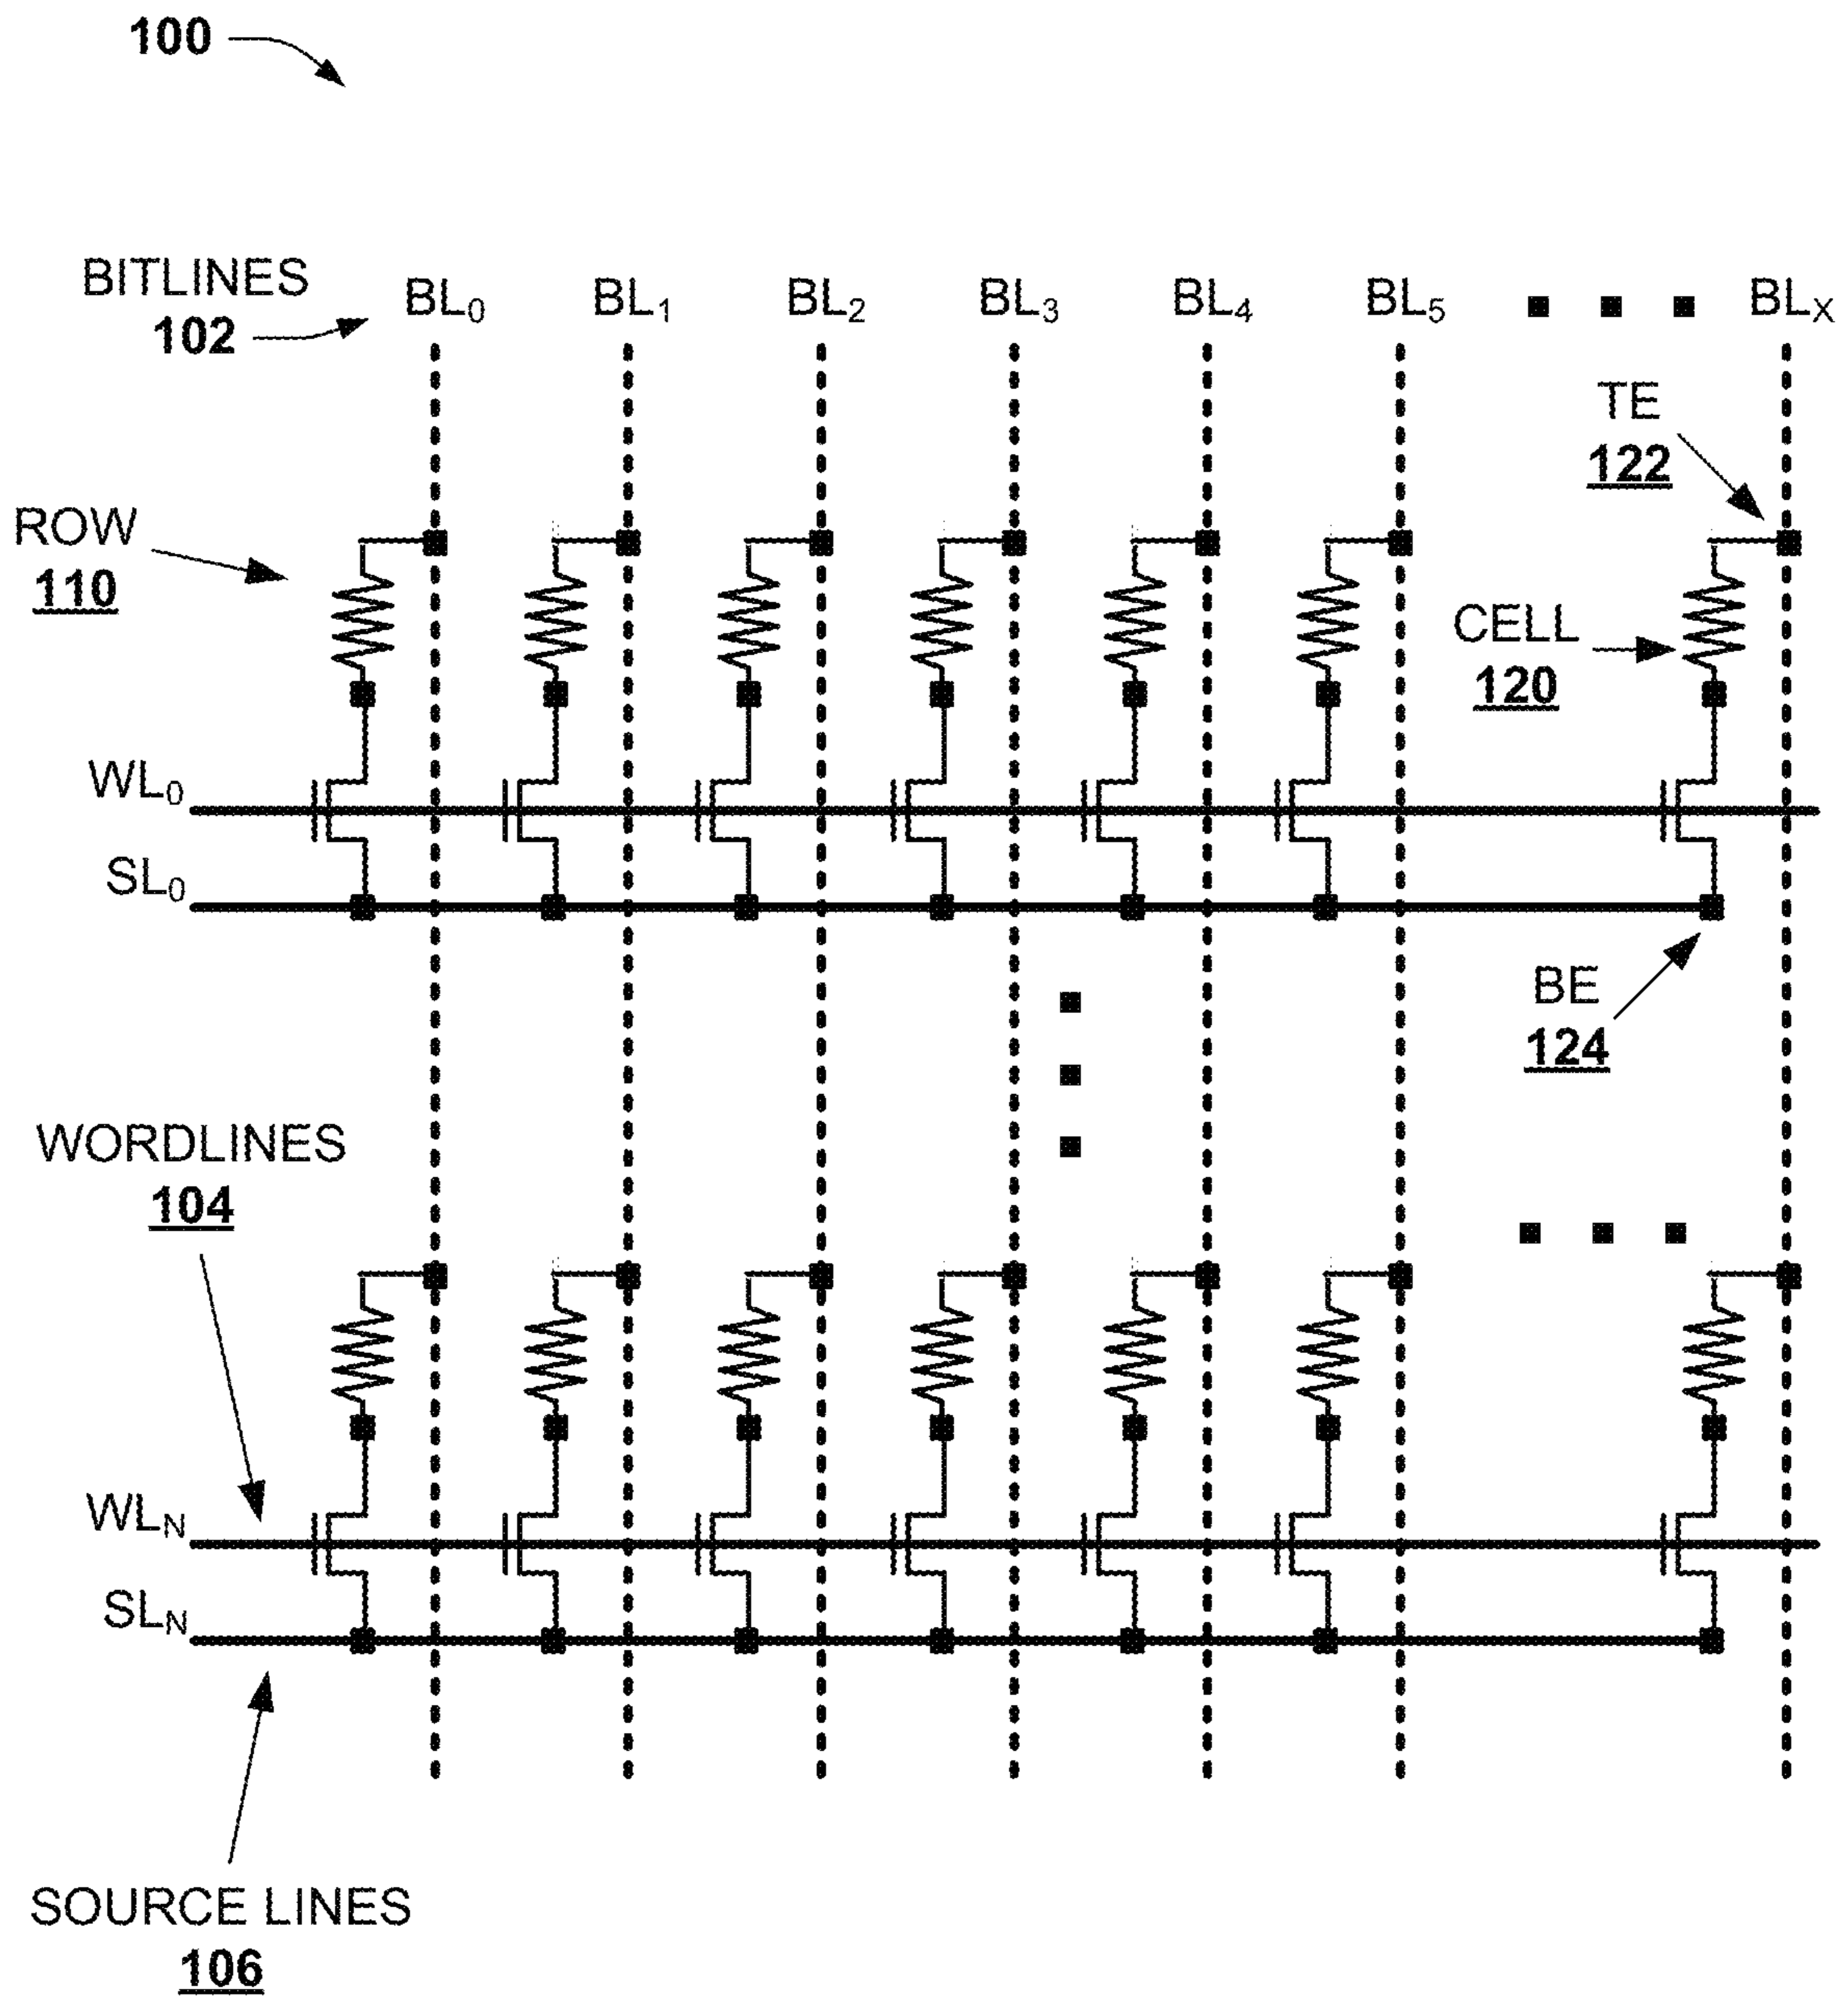 100
BITLINES
102
BL0 BL1 BL2 BL3 BL4 BL5 BLX
TE
122
ROW
110
CELL
120
WL0
SL0
BE
124
WORDLINES
104
WLN
SLN
SOURCE LINES
106